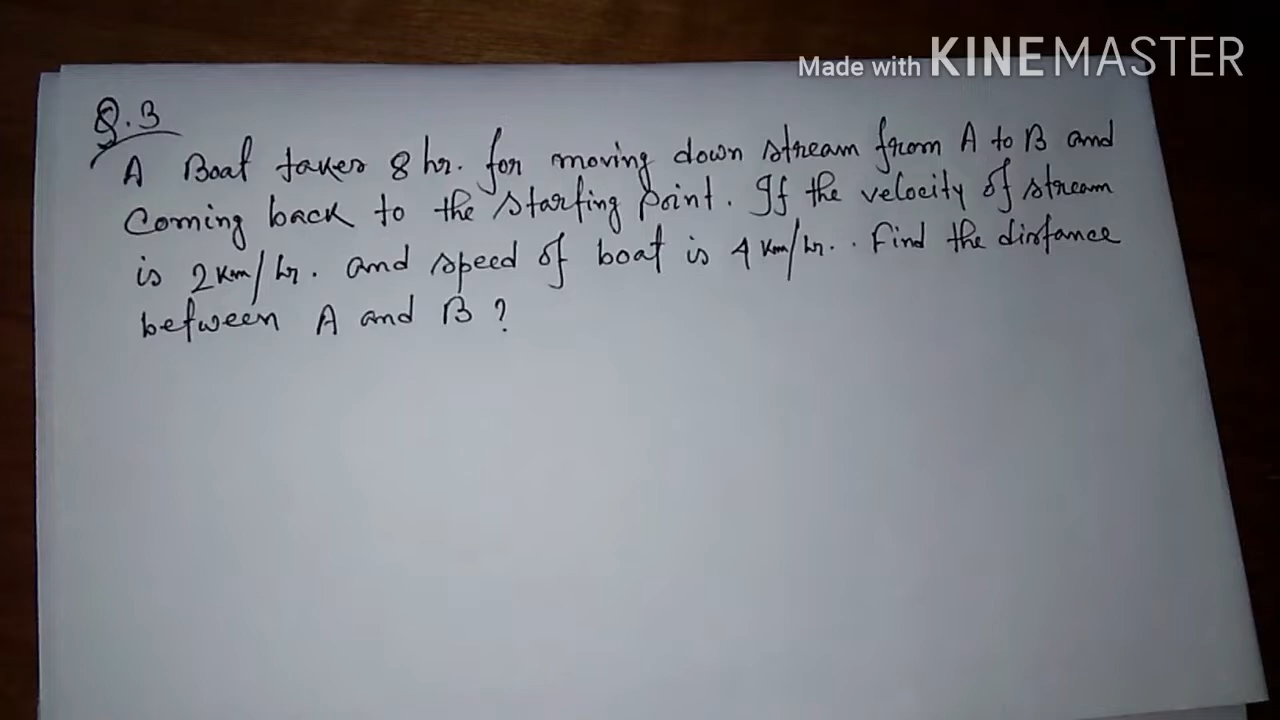 Made with KINEMASTER
Q.3
A Boat takes 8 hr. for moving down stream from A to B and
Coming back to the starting point. If the velocity of stream
is 2 km/hr. and speed of boat is 4 km/hr.. Find the distance
between A and B ?